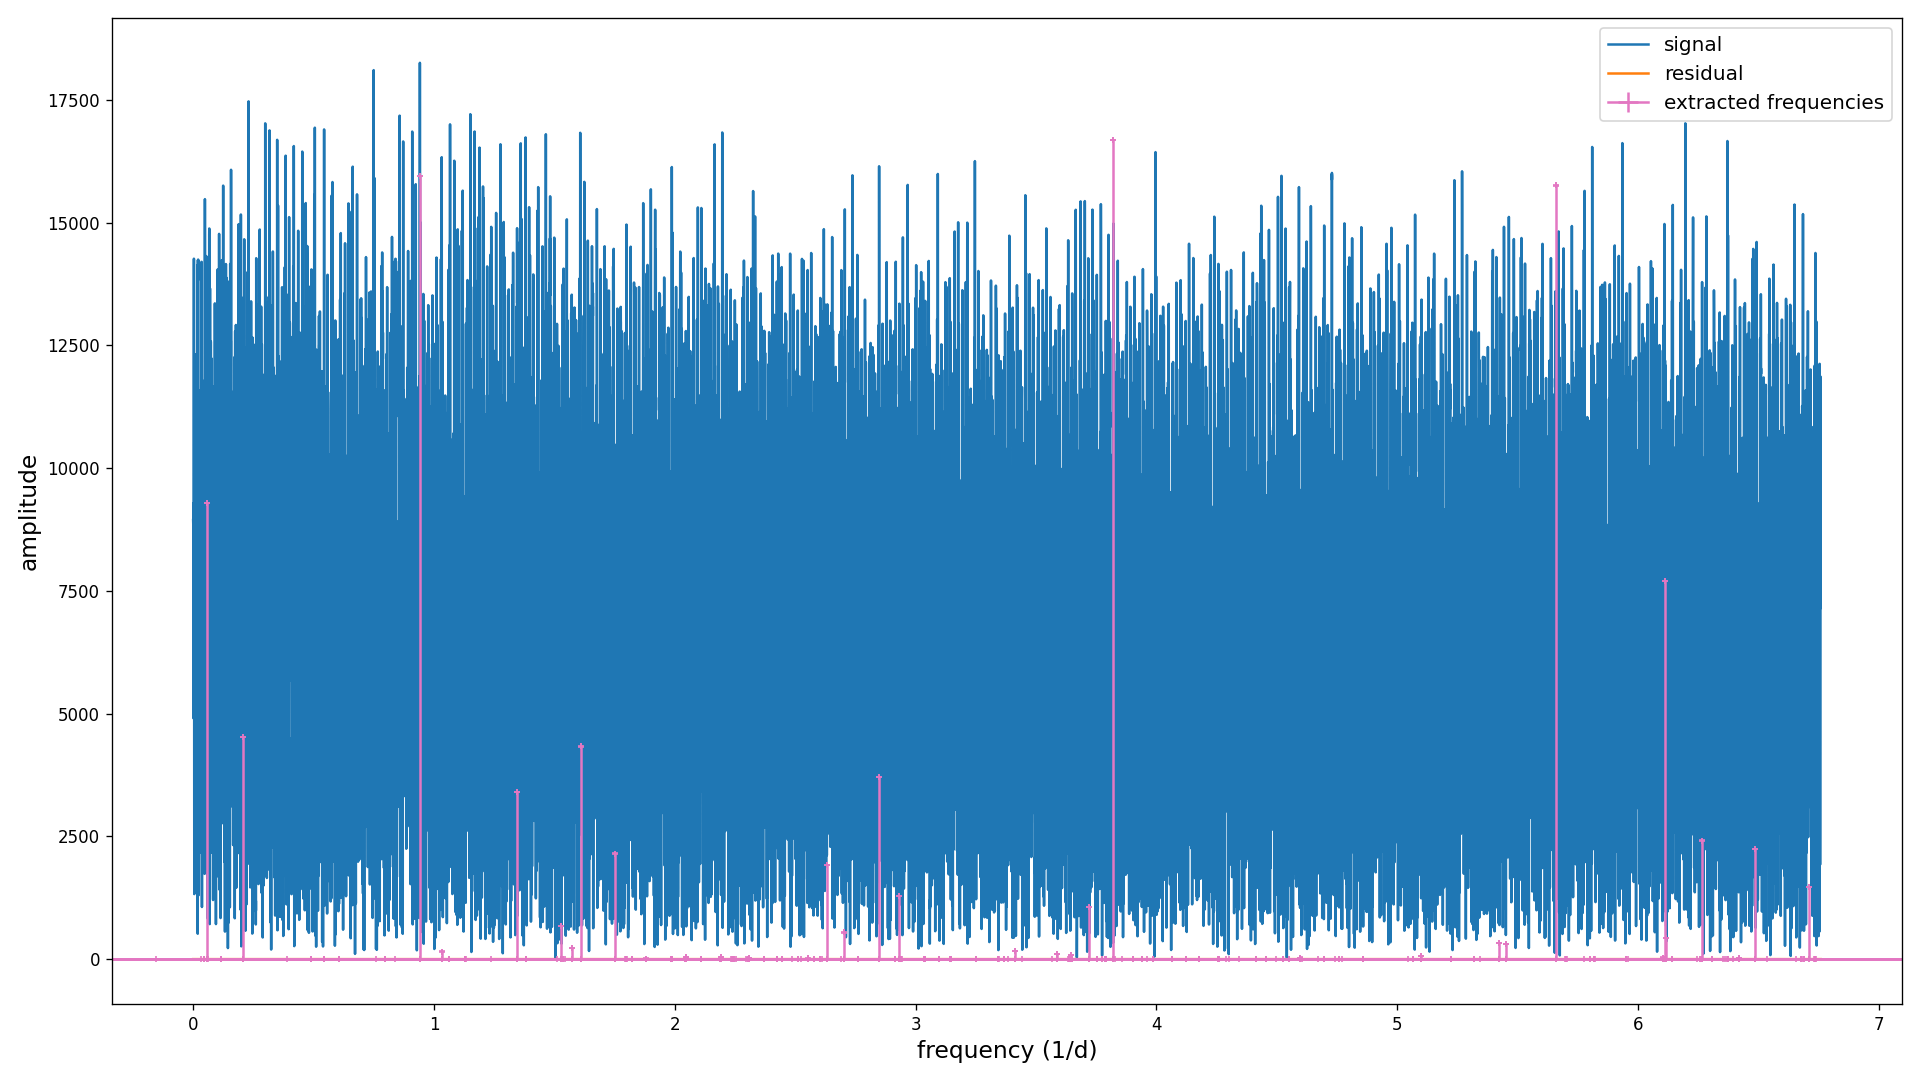 signal
residual
extracted frequencies
17500
15000
12500
10000
7500
5000
2500
0
amplitude
0 1 2 3 4 5 6 7
frequency (1/d)